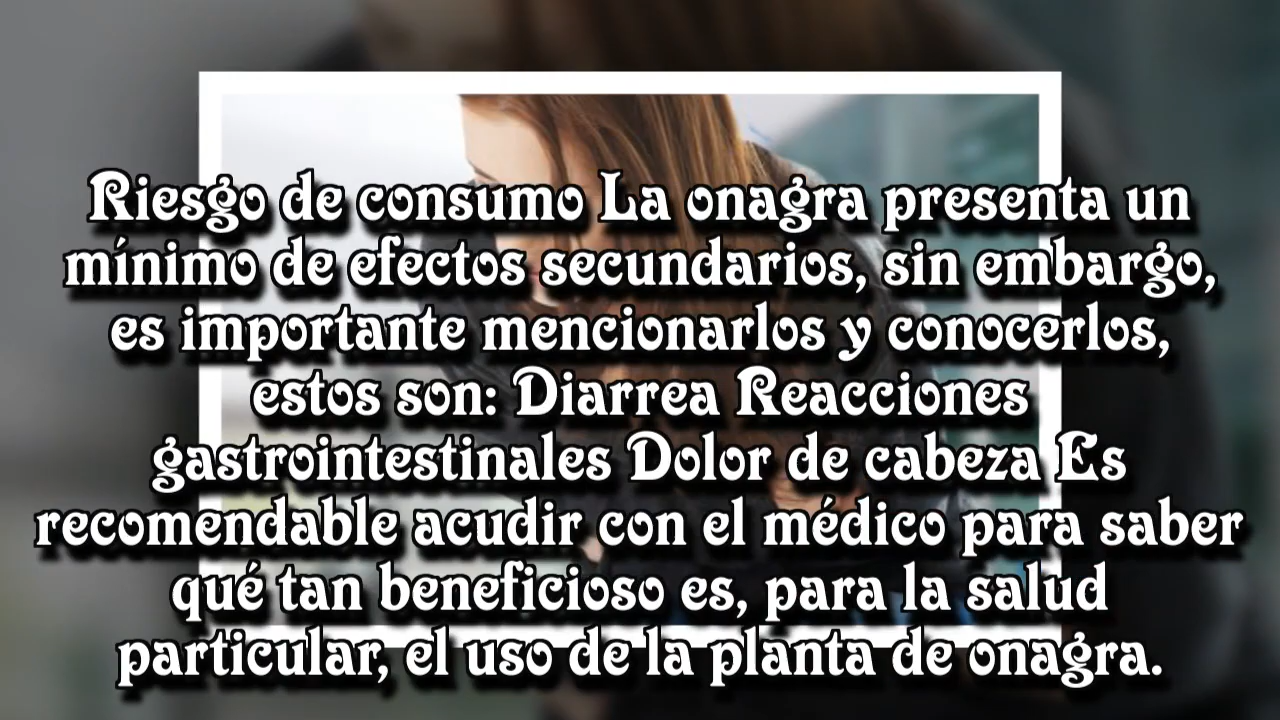 Riesgo de consumo La onagra presenta un
mínimo de efectos secundarios, sin embargo,
es importante mencionarlos y conocerlos,
estos son: Diarrea Reacciones
gastrointestinales Dolor de cabeza Es
recomendable acudir con el médico para saber
qué tan beneficioso es, para la salud
particular, el uso de la planta de onagra.